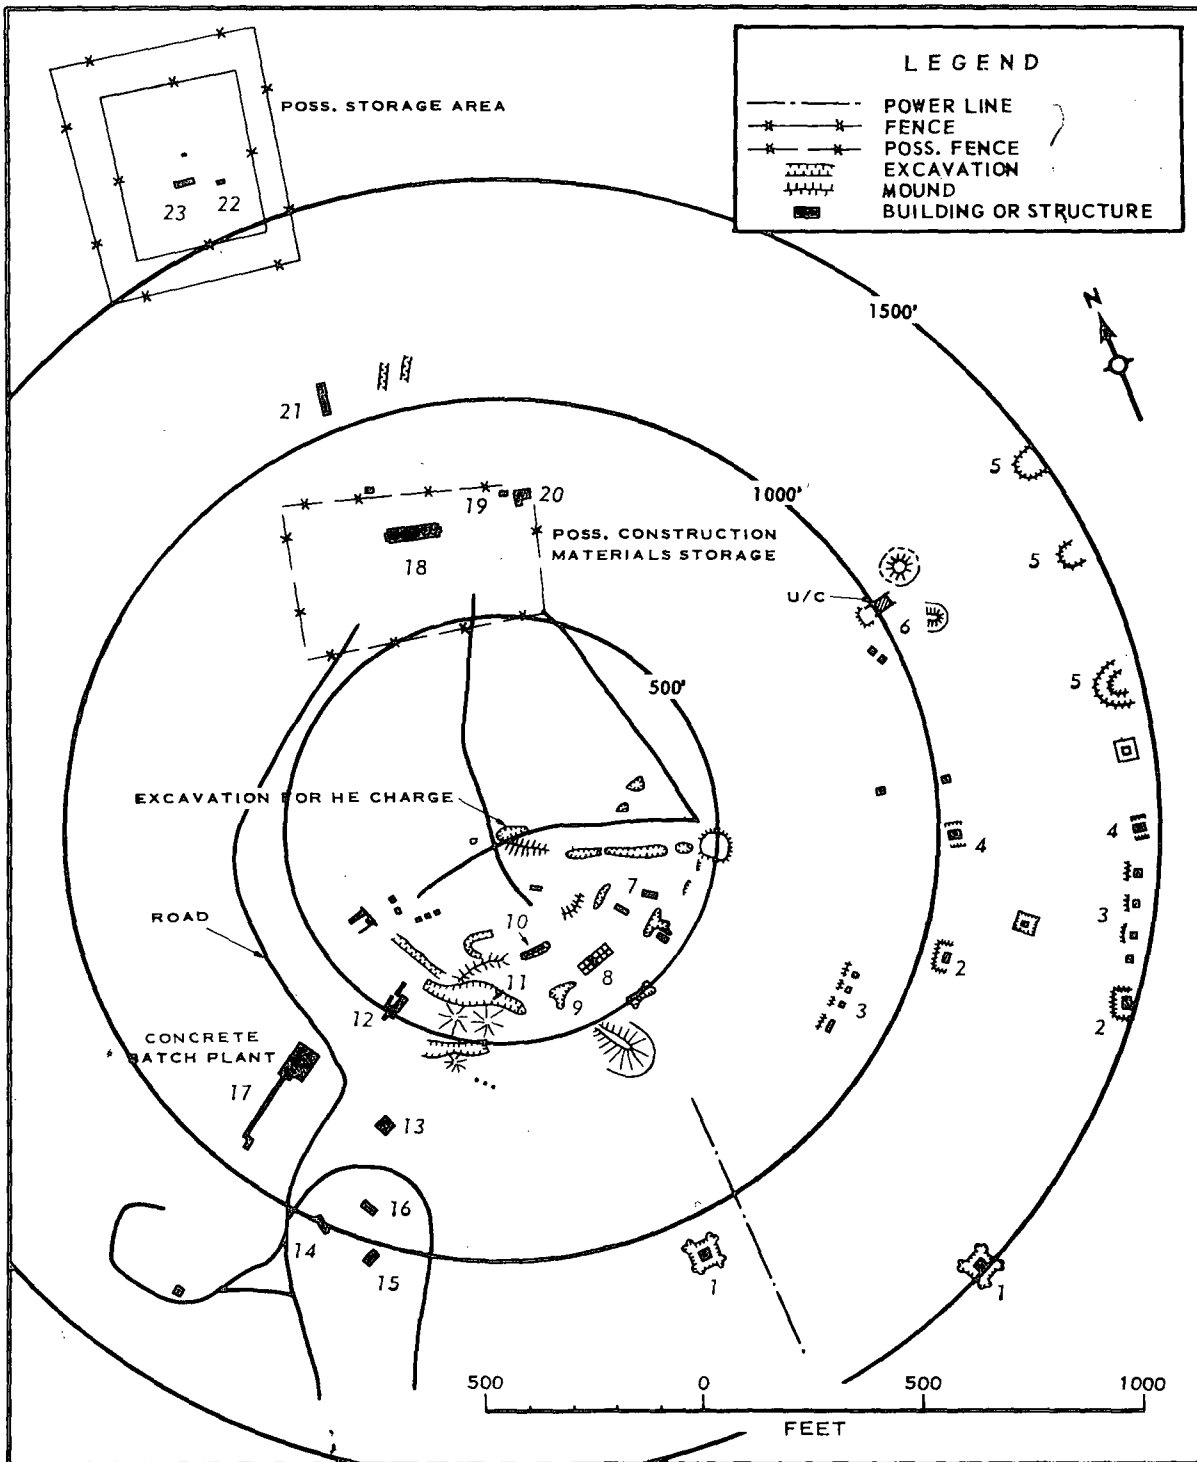 LEGEND
POWER LINE
FENCE
POSS. FENCE
EXCAVATION
MOUND
BUILDING OR STRUCTURE
POSS. STORAGE AREA
23
22
1500'
N
21
1000'
5
19
20
POSS. CONSTRUCTION
MATERIALS STORAGE
18
5
U/C
6
500'
5
EXCAVATION FOR HE CHARGE
4
4
7
ROAD
10
3
8
2
11
9
3
2
12
CONCRETE
BATCH PLANT
17
13
16
14
15
1
1
500
0
500
1000
FEET